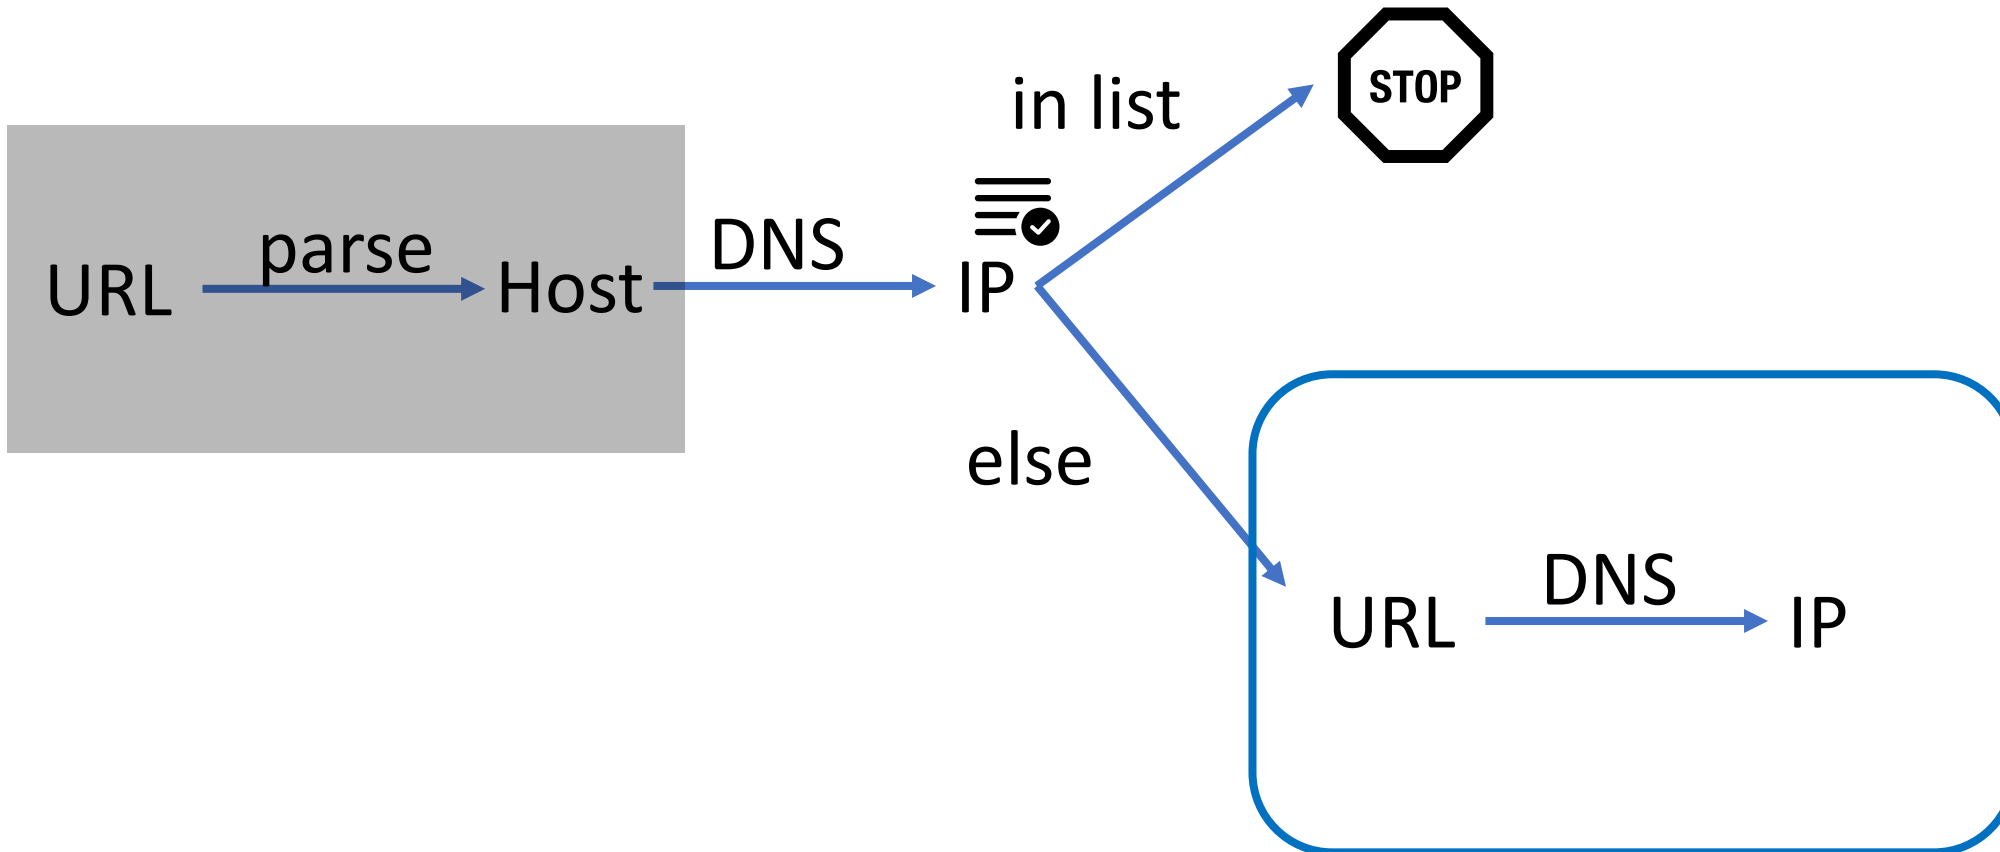 URL
parse
Host
DNS
IP
in list
STOP
else
URL
DNS
IP